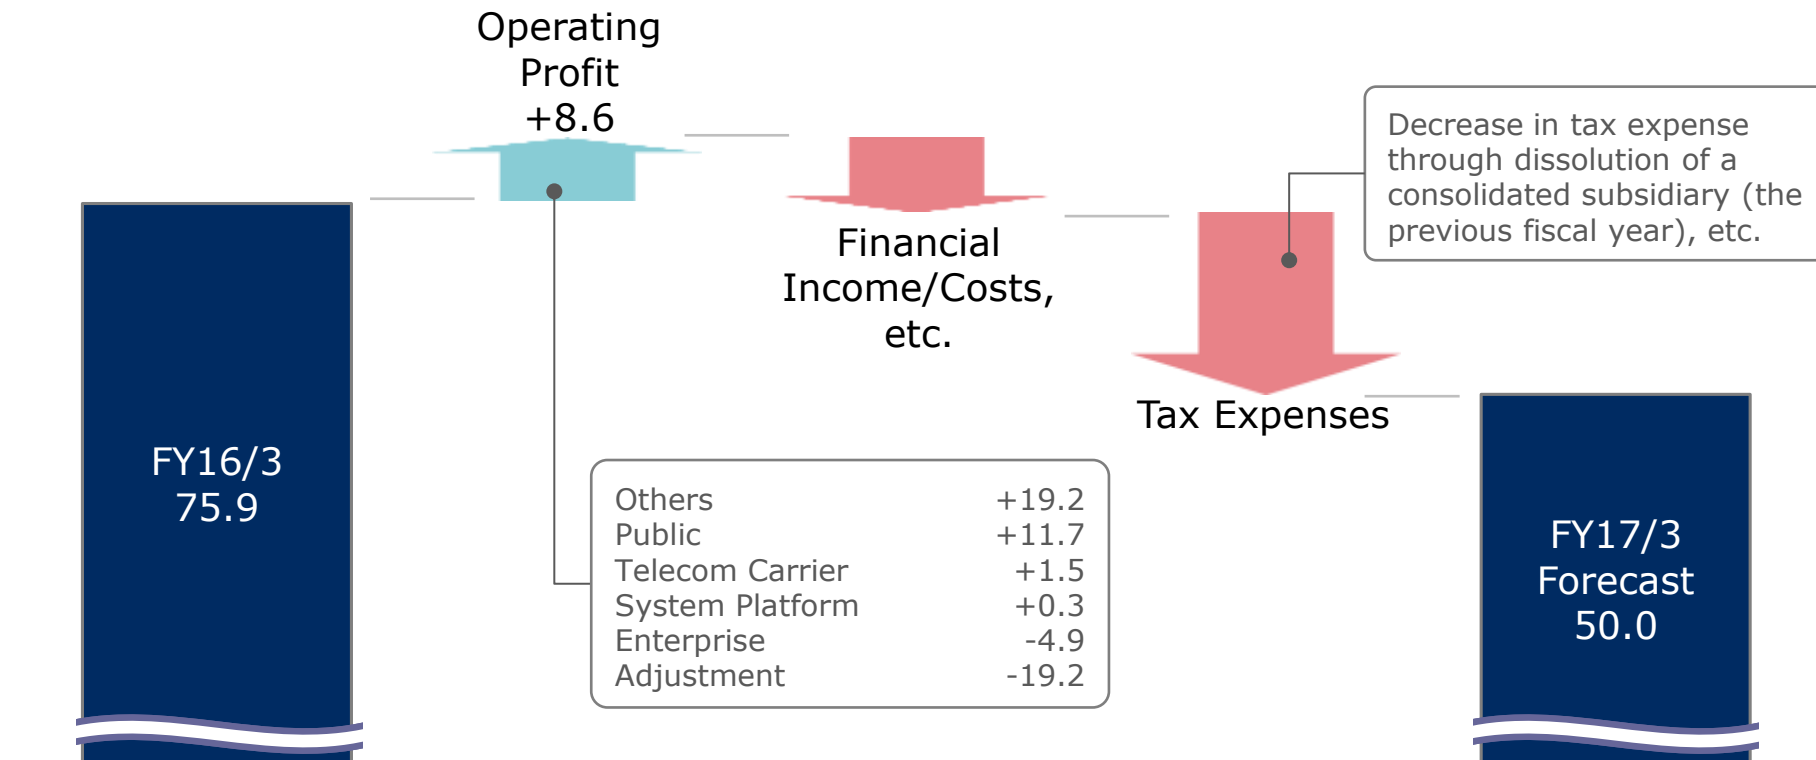 Operating
Profit
+8.6
Decrease in tax expense
through dissolution of a
consolidated subsidiary (the
previous fiscal year), etc.
Financial
Income/Costs,
etc.
Tax Expenses
FY16/3
75.9
Others +19.2
Public +11.7
Telecom Carrier +1.5
System Platform +0.3
Enterprise -4.9
Adjustment -19.2
FY17/3
Forecast
50.0